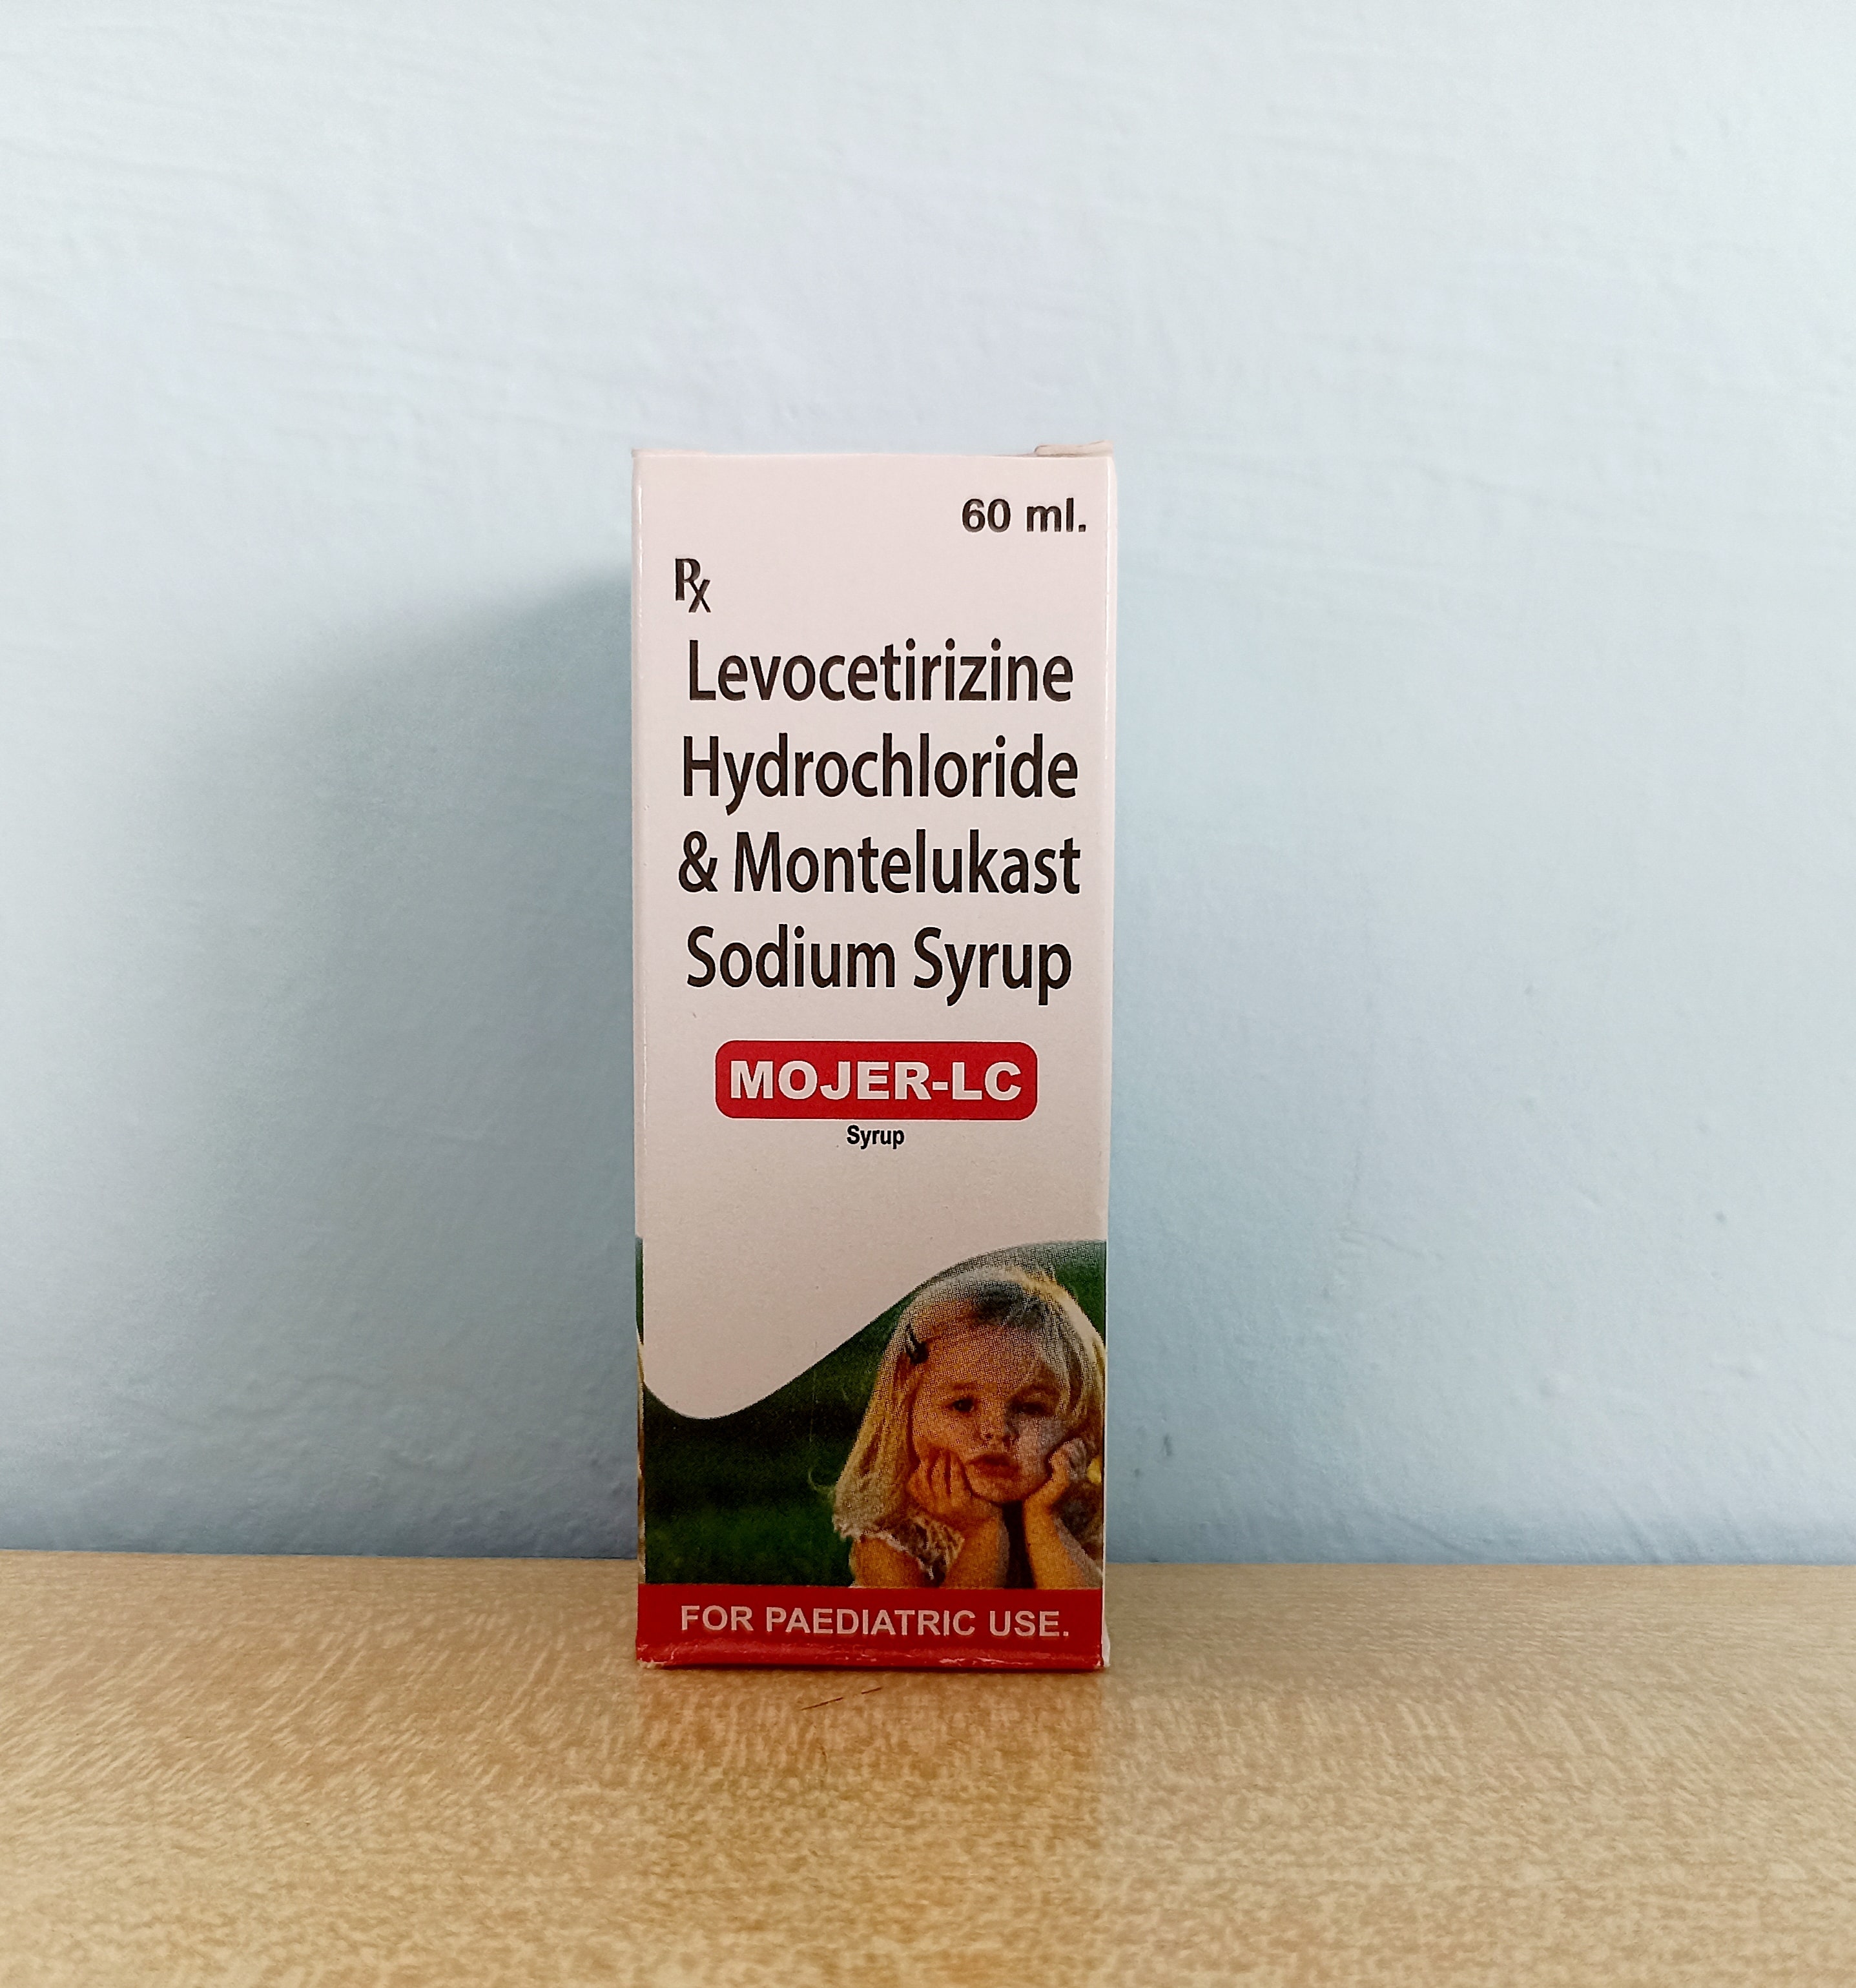 60 ml.
Rx
Levocetirizine
Hydrochloride
& Montelukast
Sodium Syrup
MOJER-LC
Syrup
FOR PAEDIATRIC USE.